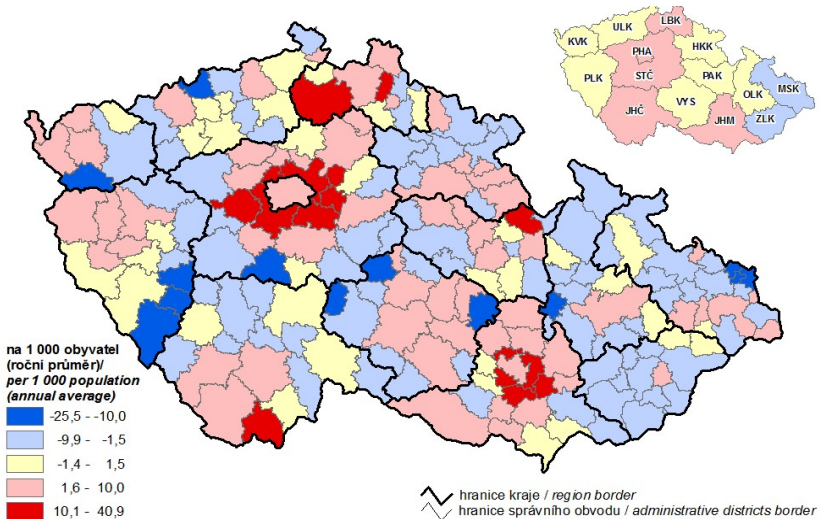 LBK
ULK
KVK
HKK
PHA
PLK
STČ
PAK
OLK
MSK
VYS
JHČ
JHM
ZLK
na 1 000 obyvatel
(roční průměr)/
per 1 000 population
(annual average)
-25,5 - -10,0
-9,9 - -1,5
-1,4 - 1,5
1,6 - 10,0
10,1 - 40,9
hranice kraje / region border
hranice správního obvodu / administrative districts border